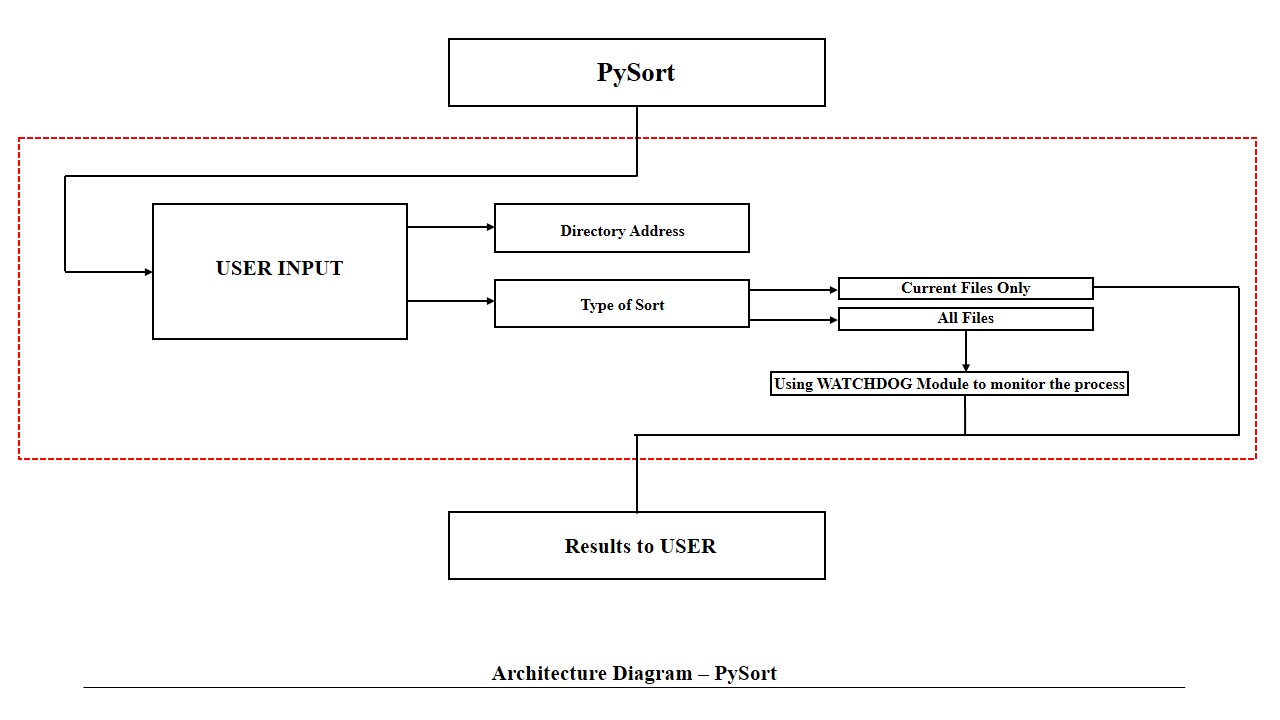 PySort
USER INPUT
Directory Address
Type of Sort
Current Files Only
All Files
Using WATCHDOG Module to monitor the process
Results to USER
Architecture Diagram – PySort